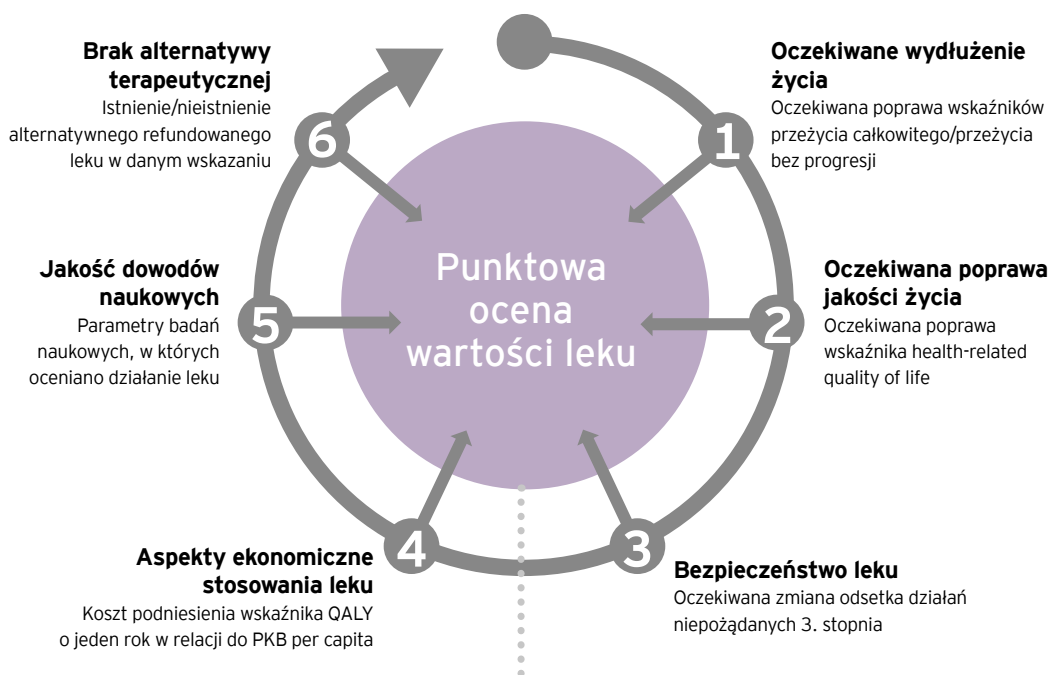 Brak alternatywy
terapeutycznej
Istnienie/nieistnienie
alternatywnego refundowanego
leku w danym wskazaniu
6
Oczekiwane wydłużenie
życia
Oczekiwana poprawa wskaźników
przeżycia całkowitego/przeżycia
bez progresji
1
Jakość dowodów
naukowych
Parametry badań
naukowych, w których
oceniano działanie leku
5
Punktowa
ocena
wartości leku
2
Oczekiwana poprawa
jakości życia
Oczekiwana poprawa
wskaźnika health-related
quality of life
4
Aspekty ekonomiczne
stosowania leku
Koszt podniesienia wskaźnika QALY
o jeden rok w relacji do PKB per capita
3
Bezpieczeństwo leku
Oczekiwana zmiana odsetka działań
niepożądanych 3. stopnia